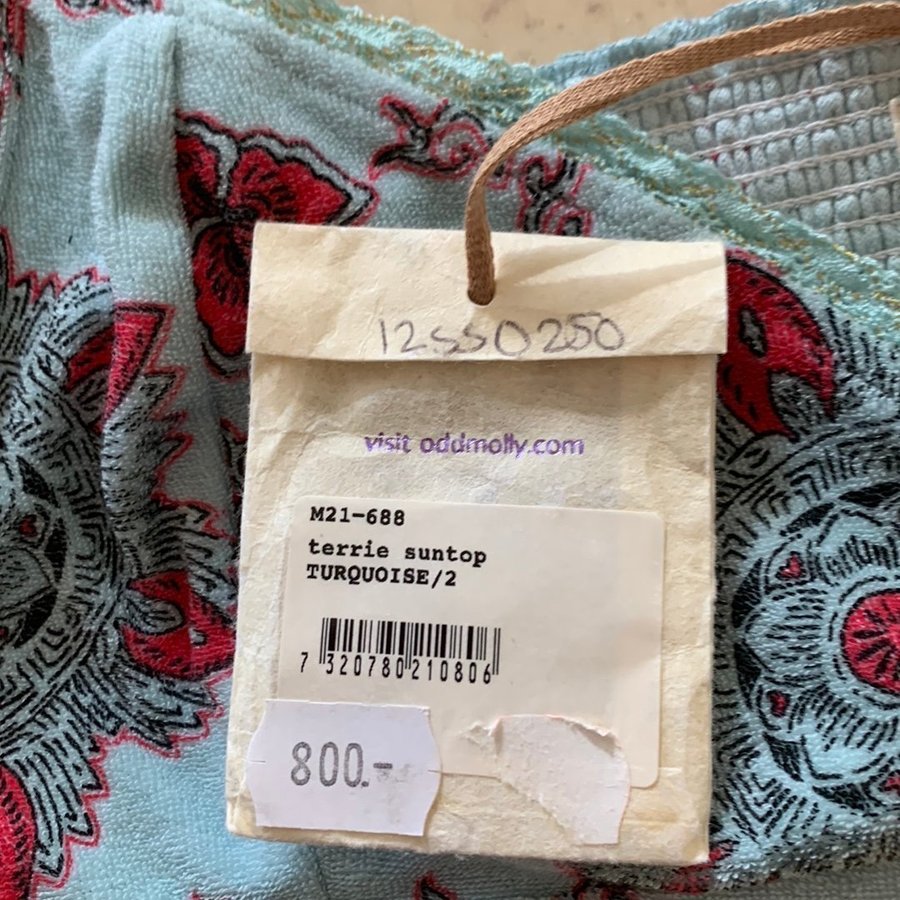 12SS0250
visit oddmolly.com
M21-688
terrie suntop
TURQUOISE/2
7 320780 210806
800.-